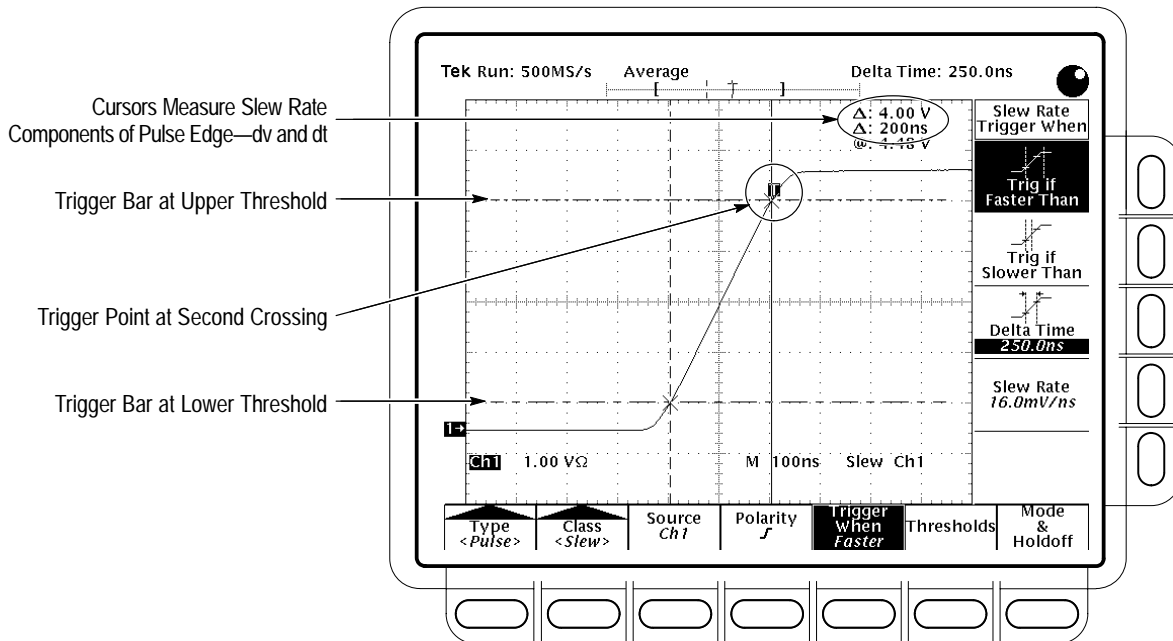 Tek Run: 500MS/s Average Delta Time: 250.0ns
Cursors Measure Slew Rate
Components of Pulse Edge—dv and dt
Trigger Bar at Upper Threshold
Trigger Point at Second Crossing
Trigger Bar at Lower Threshold
[ T ]
Δ: 4.00 V
Δ: 200ns
@: 4.48 V
T
1→
Ch1 1.00 VΩ M 100ns Slew Ch1
Slew Rate
Trigger When
Trig if
Faster Than
Trig if
Slower Than
Delta Time
250.0ns
Slew Rate
16.0mV/ns
Type
<Pulse>
Class
<Slew>
Source
Ch1
Polarity
Trigger
When
Faster
Thresholds
Mode
&
Holdoff